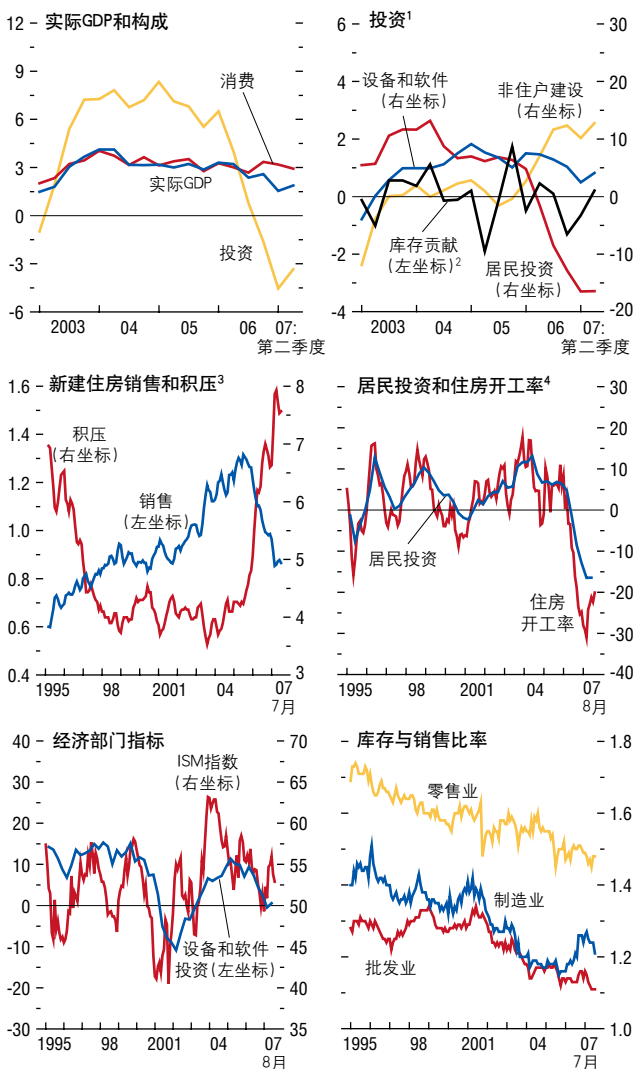 实际GDP和构成
12
9
6
3
0
-3
-6
消费
实际GDP
投资
2003 04 05 06 07:
第二季度
投资¹
6
4
2
0
-2
-4
30
20
10
0
-10
-20
设备和软件
(右坐标)
非住户建设
(右坐标)
库存贡献
(左坐标)²
居民投资
(右坐标)
2003 04 05 06 07:
第二季度
新建住房销售和积压³
1.6
1.4
1.2
1.0
0.8
0.6
0.4
8
7
6
5
4
3
积压
(右坐标)
销售
(左坐标)
1995 98 2001 04 07
7月
居民投资和住房开工率⁴
30
20
10
0
-10
-20
-30
-40
居民投资
住房
开工率
1995 98 2001 04 07
8月
经济部门指标
40
30
20
10
0
-10
-20
-30
70
65
60
55
50
45
40
35
ISM指数
(右坐标)
设备和软件
投资(左坐标)
1995 98 2001 04 07
8月
库存与销售比率
1.8
1.6
1.4
1.2
1.0
零售业
制造业
批发业
1995 98 2001 04 07
7月